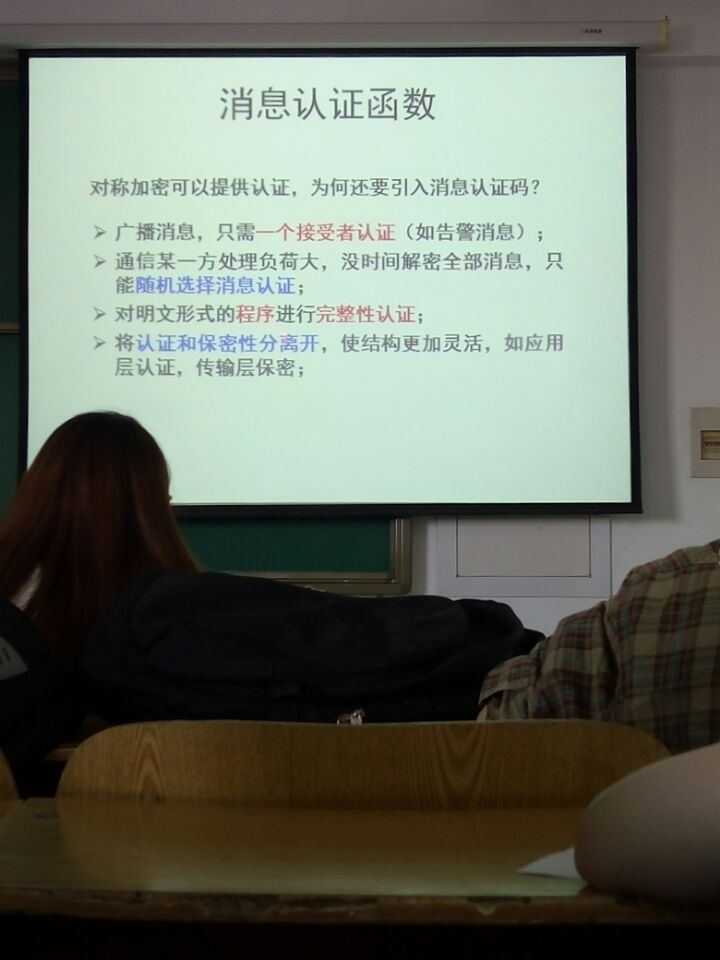 消息认证函数
对称加密可以提供认证，为何还要引入消息认证码？
➢ 广播消息，只需一个接受者认证（如告警消息）；
➢ 通信某一方处理负荷大，没时间解密全部消息，只
能随机选择消息认证；
➢ 对明文形式的程序进行完整性认证；
➢ 将认证和保密性分离开，使结构更加灵活，如应用
层认证，传输层保密；